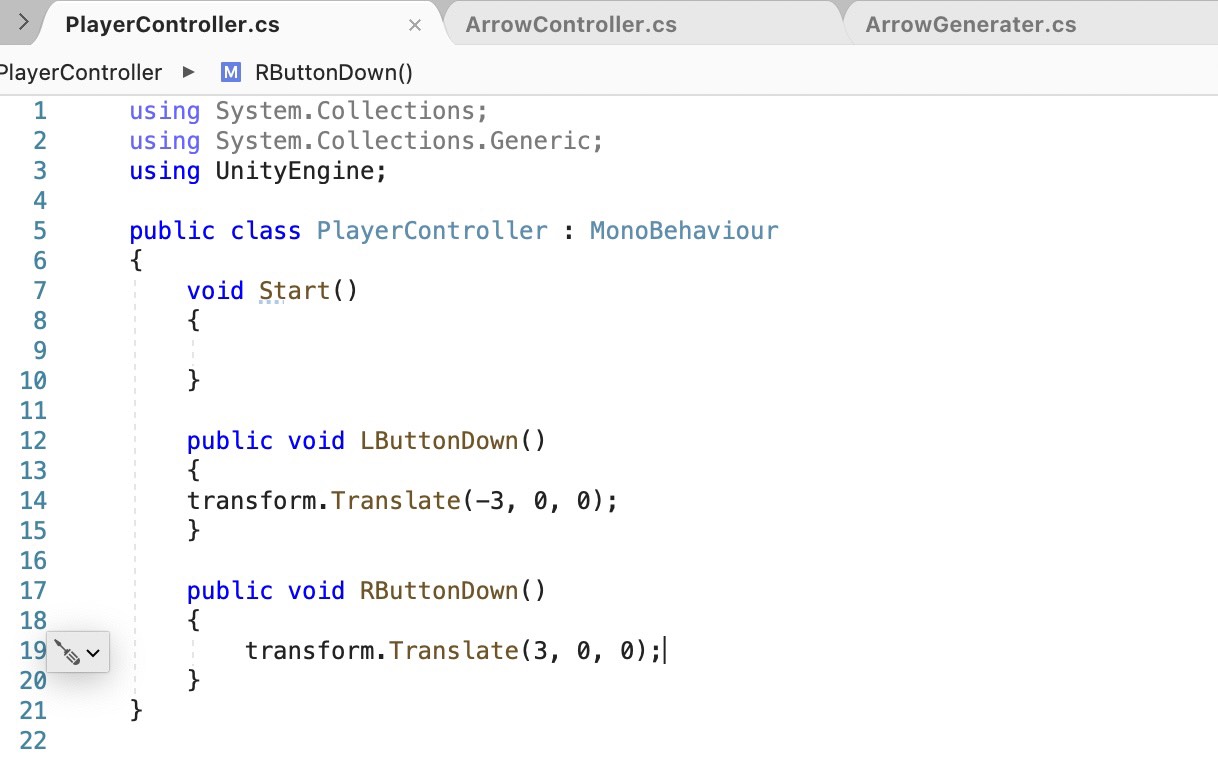 PlayerController.cs × ArrowController.cs ArrowGenerater.cs
PlayerController ▶ M RButtonDown()
1 using System.Collections;
2 using System.Collections.Generic;
3 using UnityEngine;
4
5 public class PlayerController : MonoBehaviour
6 {
7 void Start()
8 {
9
10 }
11
12 public void LButtonDown()
13 {
14 transform.Translate(-3, 0, 0);
15 }
16
17 public void RButtonDown()
18 {
19 transform.Translate(3, 0, 0);
20 }
21 }
22